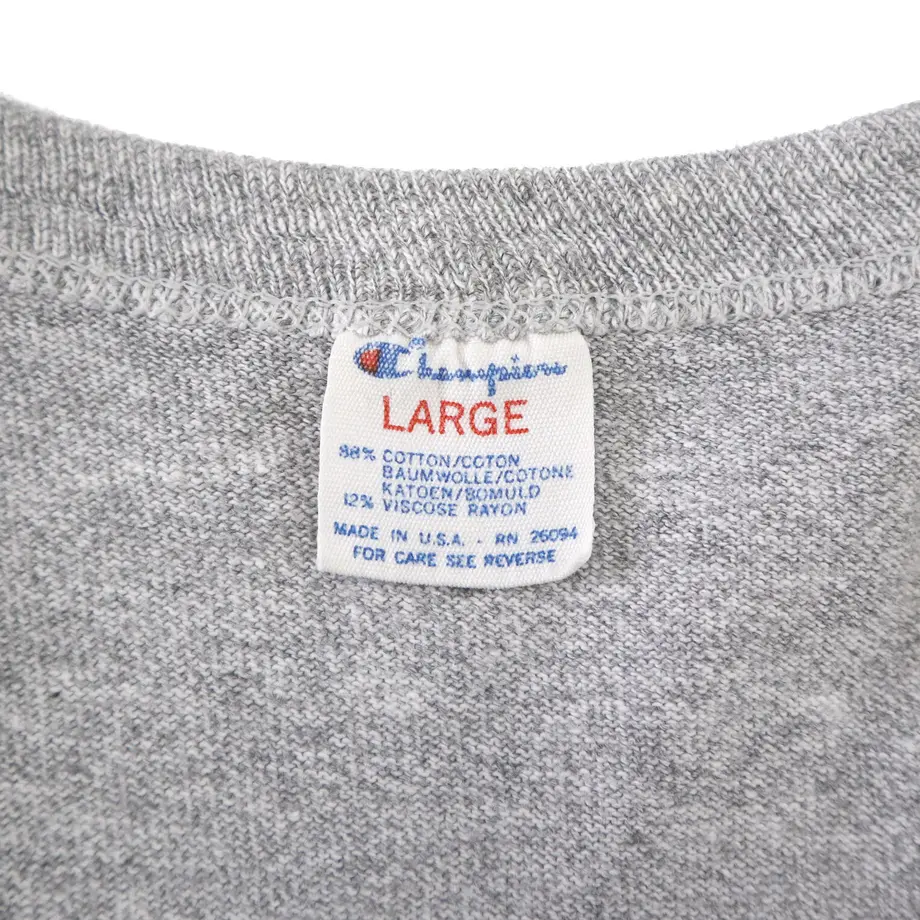 Champion
LARGE
88% COTTON/COTON
BAUMWOLLE/COTONE
KATOEN/BOMULD
12% VISCOSE RAYON
MADE IN U.S.A. - RN 26094
FOR CARE SEE REVERSE